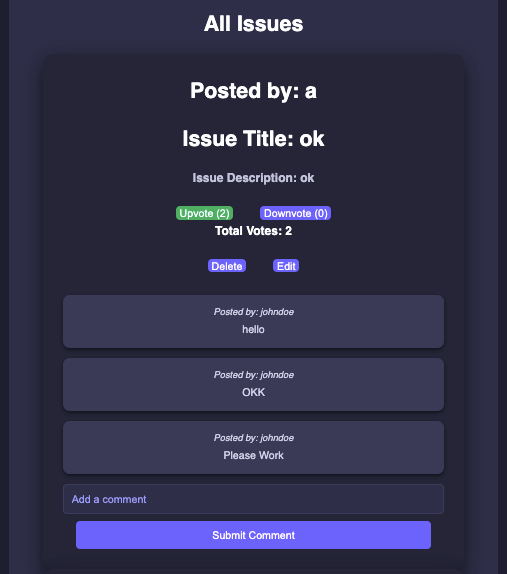 All Issues
Posted by: a
Issue Title: ok
Issue Description: ok
Upvote (2) Downvote (0)
Total Votes: 2
Delete Edit
Posted by: johndoe
hello
Posted by: johndoe
OKK
Posted by: johndoe
Please Work
Add a comment
Submit Comment